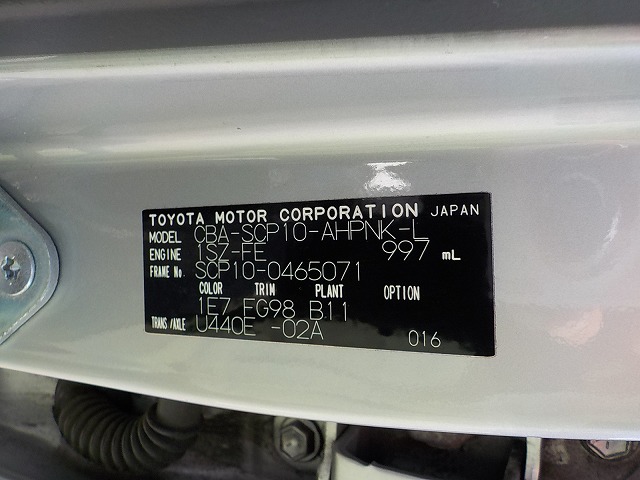 TOYOTA MOTOR CORPORATION JAPAN
MODEL CBA-SCP10-AHPNK-L
ENGINE 1SZ-FE 997 mL
FRAME No. SCP10-0465071
COLOR TRIM PLANT OPTION
1E7 FG98 B11
TRANS/AXLE U440E -02A
016